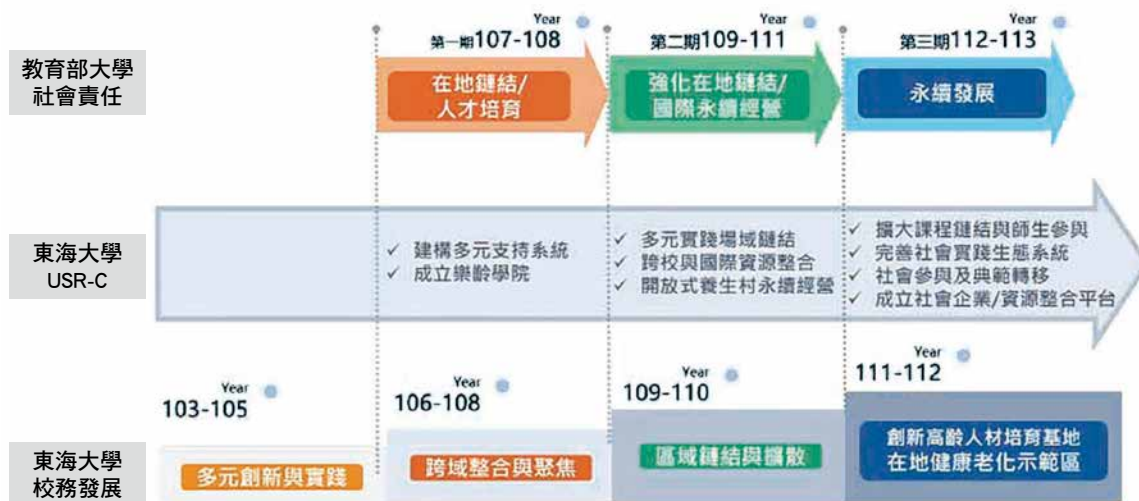 教育部大學
社會責任
Year
第一期107-108
在地鏈結/
人才培育
Year
第二期109-111
強化在地鏈結/
國際永續經營
Year
第三期112-113
永續發展
東海大學
USR-C
✓ 建構多元支持系統
✓ 成立樂齡學院
✓ 多元實踐場域鏈結
✓ 跨校與國際資源整合
✓ 開放式養生村永續經營
✓ 擴大課程鏈結與師生參與
✓ 完善社會實踐生態系統
✓ 社會參與及典範轉移
✓ 成立社會企業/資源整合平台
東海大學
校務發展
Year
103-105
多元創新與實踐
Year
106-108
跨域整合與聚焦
Year
109-110
區域鏈結與擴散
Year
111-112
創新高齡人材培育基地
在地健康老化示範區